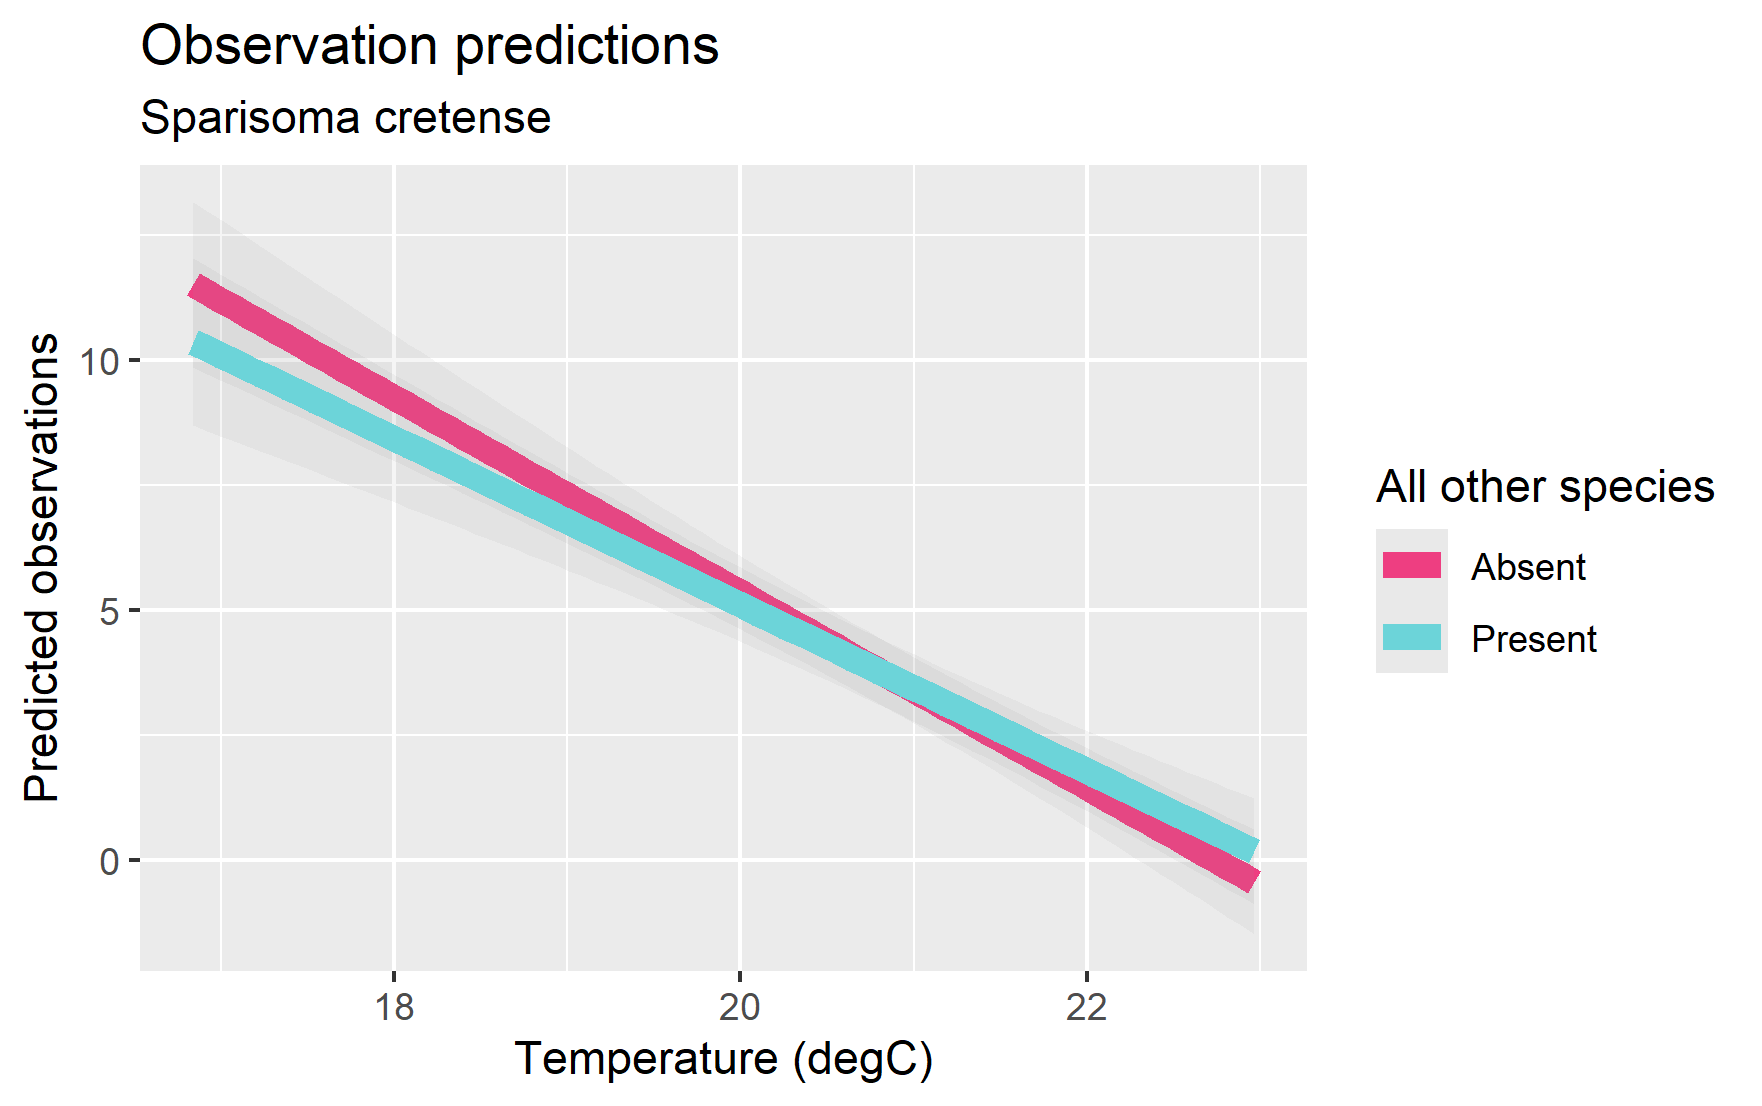 Observation predictions
Sparisoma cretense
Predicted observations
10
5
0
18
20
22
Temperature (degC)
All other species
Absent
Present